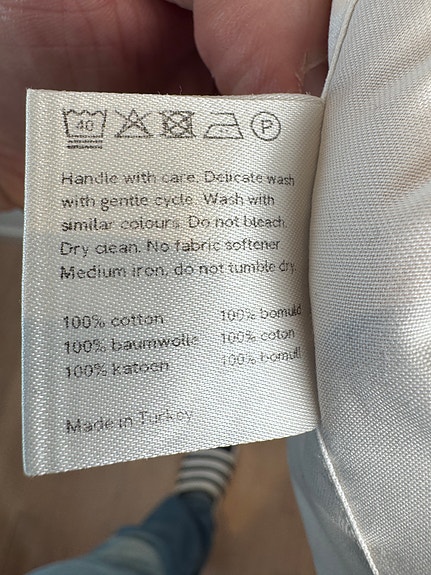 40 P
Handle with care. Delicate wash
with gentle cycle. Wash with
similar colours. Do not bleach.
Dry clean. No fabric softener.
Medium iron, do not tumble dry.
100% cotton 100% bomuld
100% baumwolle 100% coton
100% katoen 100% bomull
Made in Turkey